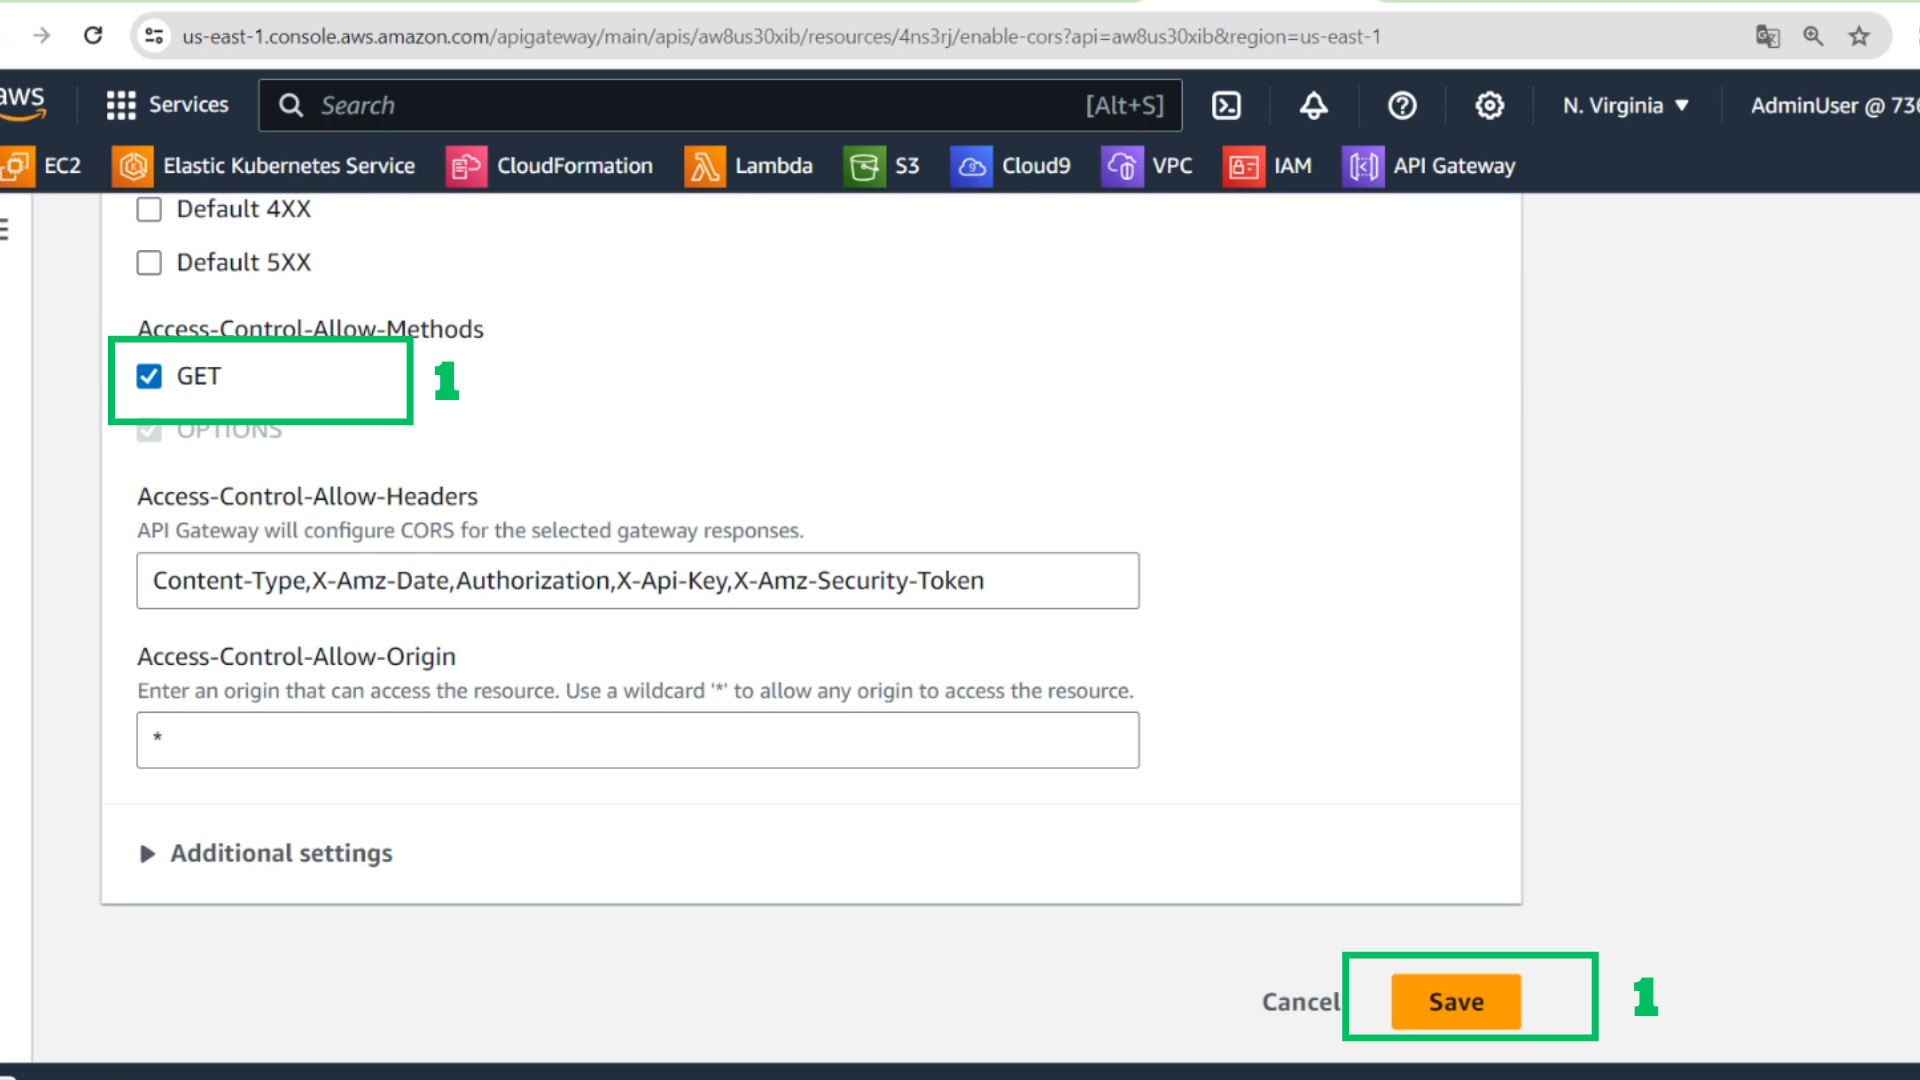 us-east-1.console.aws.amazon.com/apigateway/main/apis/aw8us30xib/resources/4ns3rj/enable-cors?api=aw8us30xib&region=us-east-1
aws Services Search [Alt+S] N. Virginia ▼ AdminUser @ 736
EC2 Elastic Kubernetes Service CloudFormation Lambda S3 Cloud9 VPC IAM API Gateway
Default 4XX
Default 5XX
Access-Control-Allow-Methods
GET 1
OPTIONS
Access-Control-Allow-Headers
API Gateway will configure CORS for the selected gateway responses.
Content-Type,X-Amz-Date,Authorization,X-Api-Key,X-Amz-Security-Token
Access-Control-Allow-Origin
Enter an origin that can access the resource. Use a wildcard '*' to allow any origin to access the resource.
*
Additional settings
Cancel Save 1